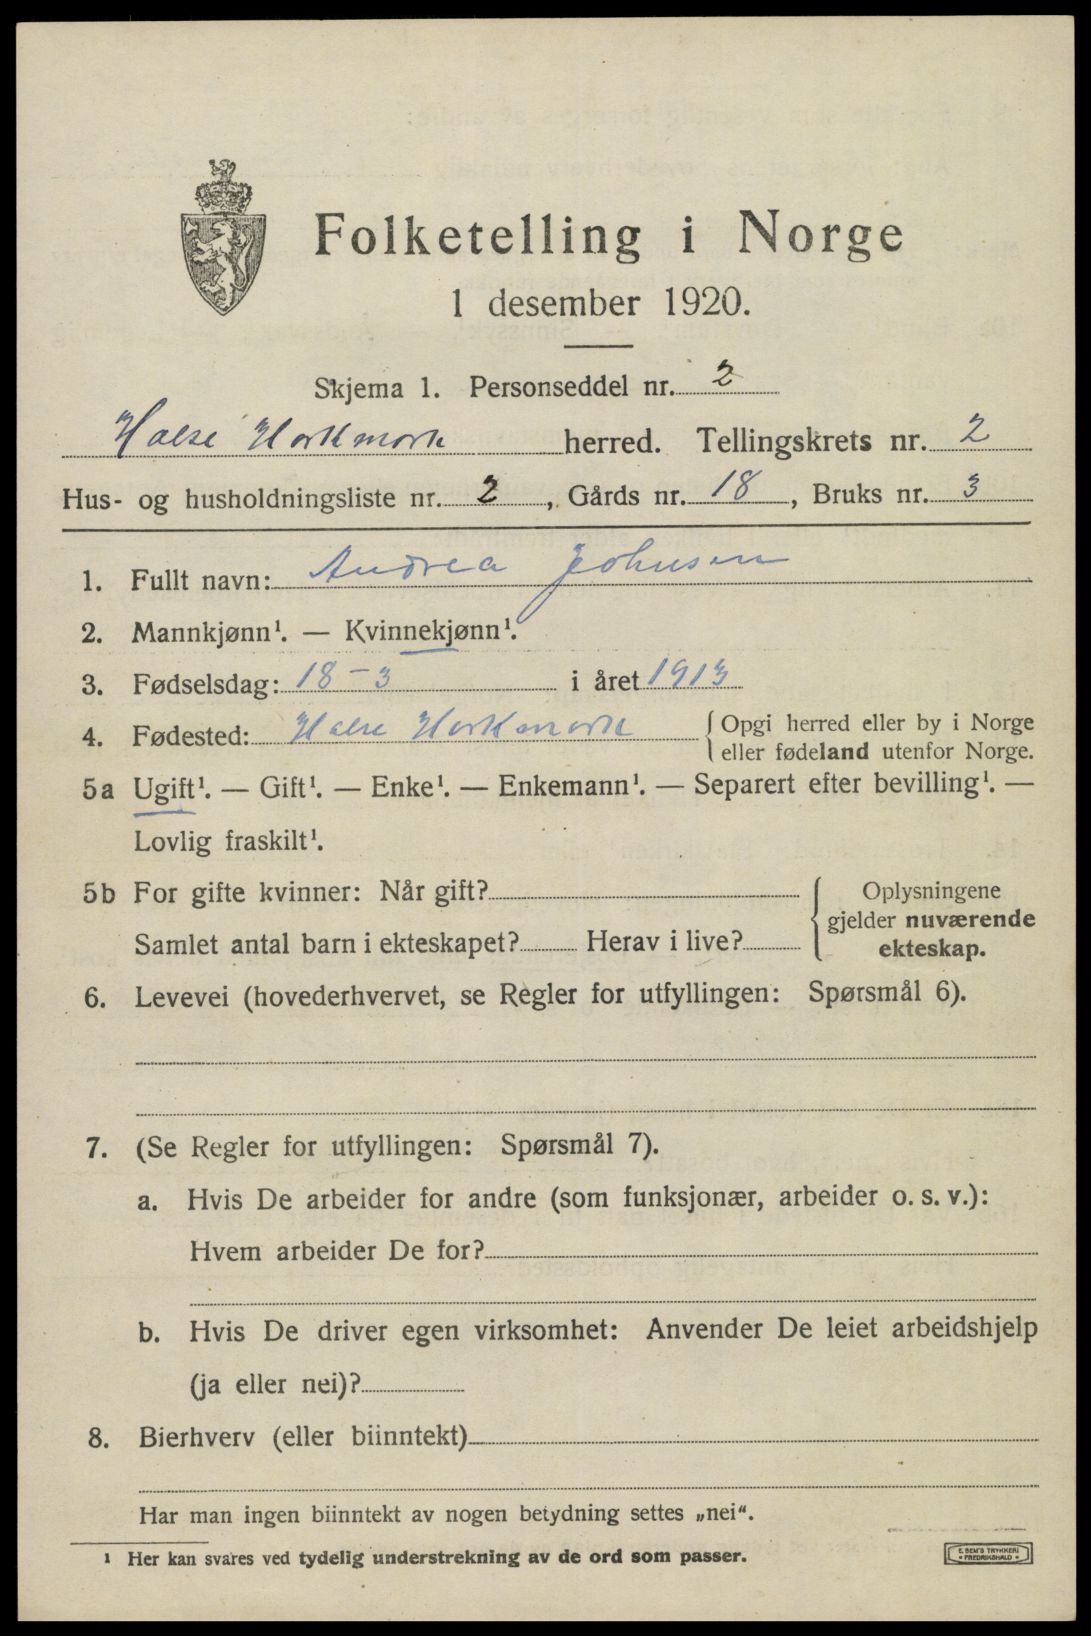 Folketelling i Norge
1 desember 1920.
Skjema 1. Personseddel nr. 2
Halse Harkmark herred. Tellingskrets nr. 2
Hus- og husholdningsliste nr. 2, Gårds nr. 18, Bruks nr. 3
1. Fullt navn: Andrea Johnsen
2. Mannkjønn¹. — Kvinnekjønn¹.
3. Fødselsdag: 18-3 i året 1913
4. Fødested: Halse Harkmark { Opgi herred eller by i Norge
eller fødeland utenfor Norge.
5a Ugift¹. — Gift¹. — Enke¹. — Enkemann¹. — Separert efter bevilling¹. —
Lovlig fraskilt¹.
5b For gifte kvinner: Når gift?
Samlet antal barn i ekteskapet? Herav i live?
{ Oplysningene
gjelder nuværende
ekteskap.
6. Levevei (hovederhvervet, se Regler for utfyllingen: Spørsmål 6).
7. (Se Regler for utfyllingen: Spørsmål 7).
a. Hvis De arbeider for andre (som funksjonær, arbeider o. s. v.):
Hvem arbeider De for?
b. Hvis De driver egen virksomhet: Anvender De leiet arbeidshjelp
(ja eller nei)?
8. Bierhverv (eller biinntekt)
Har man ingen biinntekt av nogen betydning settes „nei“.
¹ Her kan svares ved tydelig understrekning av de ord som passer.
E. SEM'S TRYKKERI
• FREDRIKSHALD •